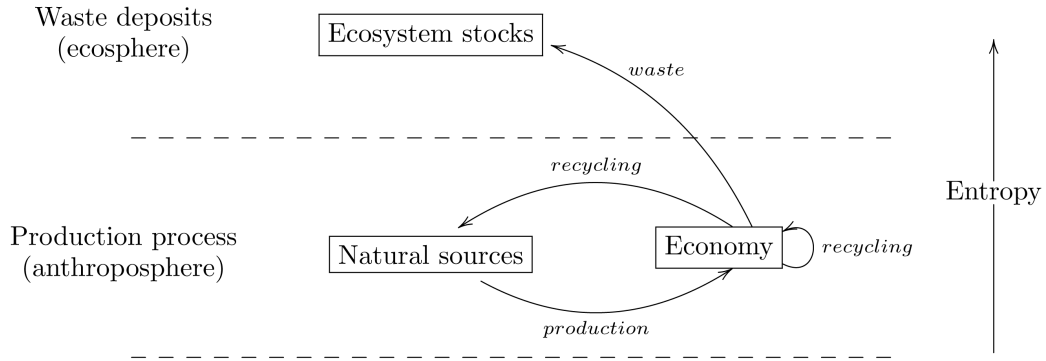 Waste deposits
(ecosphere)
Ecosystem stocks
waste
recycling
Entropy
Production process
(anthroposphere)
Natural sources
Economy
recycling
production